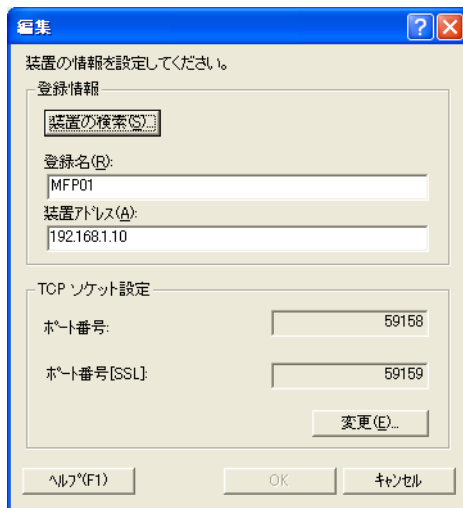 編集
装置の情報を設定してください。
登録情報
装置の検索(S)...
登録名(R):
MFP01
装置アドレス(A):
192.168.1.10
TCP ソケット設定
ポート番号:
59158
ポート番号[SSL]:
59159
変更(E)...
ヘルプ(F1)
OK
キャンセル